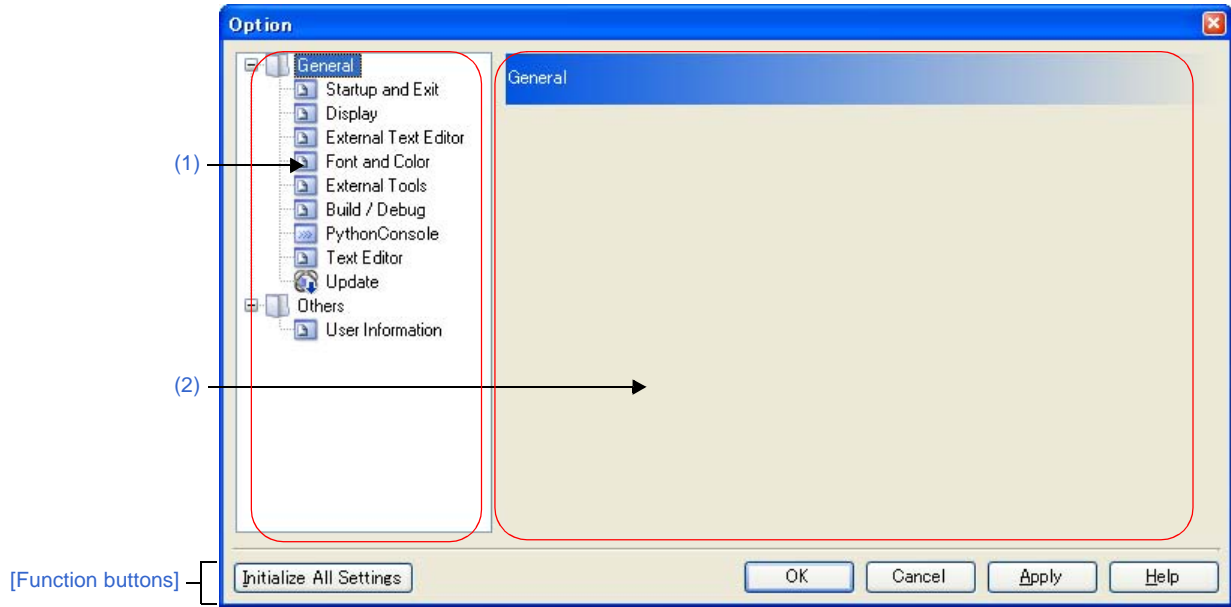 Option
General
Startup and Exit
Display
External Text Editor
Font and Color
External Tools
Build / Debug
PythonConsole
Text Editor
Update
Others
User Information
General
(1)
(2)
[Function buttons]
Initialize All Settings
OK
Cancel
Apply
Help